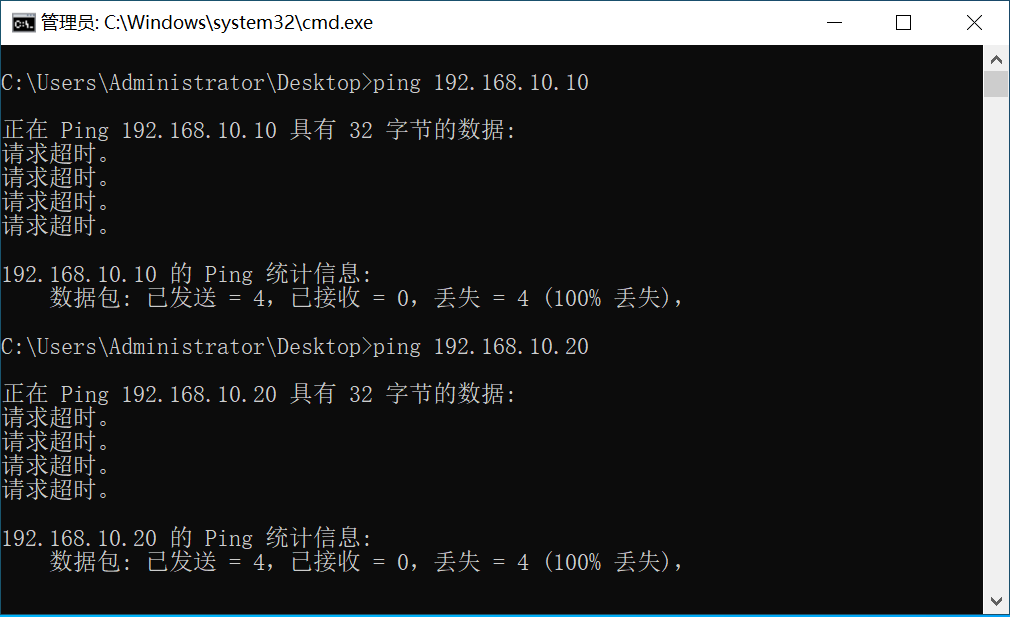 管理员: C:\Windows\system32\cmd.exe
C:\Users\Administrator\Desktop>ping 192.168.10.10
正在 Ping 192.168.10.10 具有 32 字节的数据:
请求超时。
请求超时。
请求超时。
请求超时。
192.168.10.10 的 Ping 统计信息:
数据包: 已发送 = 4，已接收 = 0，丢失 = 4 (100% 丢失)，
C:\Users\Administrator\Desktop>ping 192.168.10.20
正在 Ping 192.168.10.20 具有 32 字节的数据:
请求超时。
请求超时。
请求超时。
请求超时。
192.168.10.20 的 Ping 统计信息:
数据包: 已发送 = 4，已接收 = 0，丢失 = 4 (100% 丢失)，